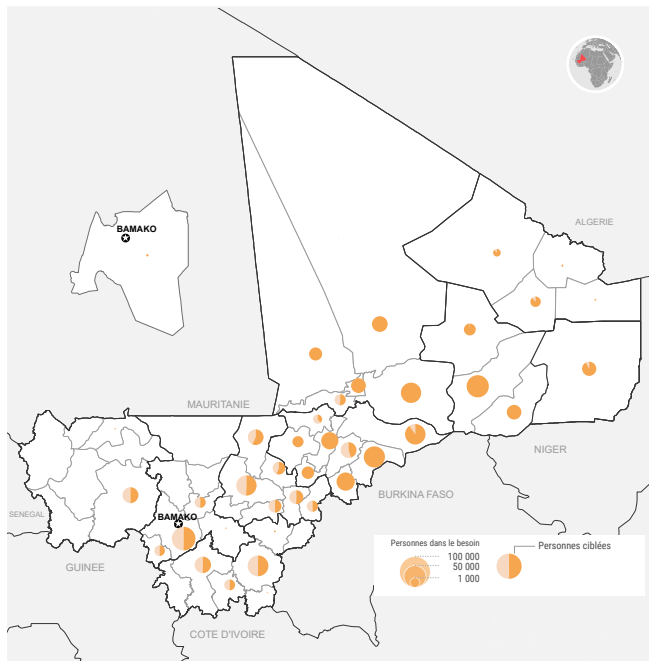 ALGERIE
BAMAKO
MAURITANIE
NIGER
BURKINA FASO
SENEGAL
BAMAKO
GUINEE
COTE D'IVOIRE
Personnes dans le besoin
100 000
50 000
1 000
Personnes ciblées